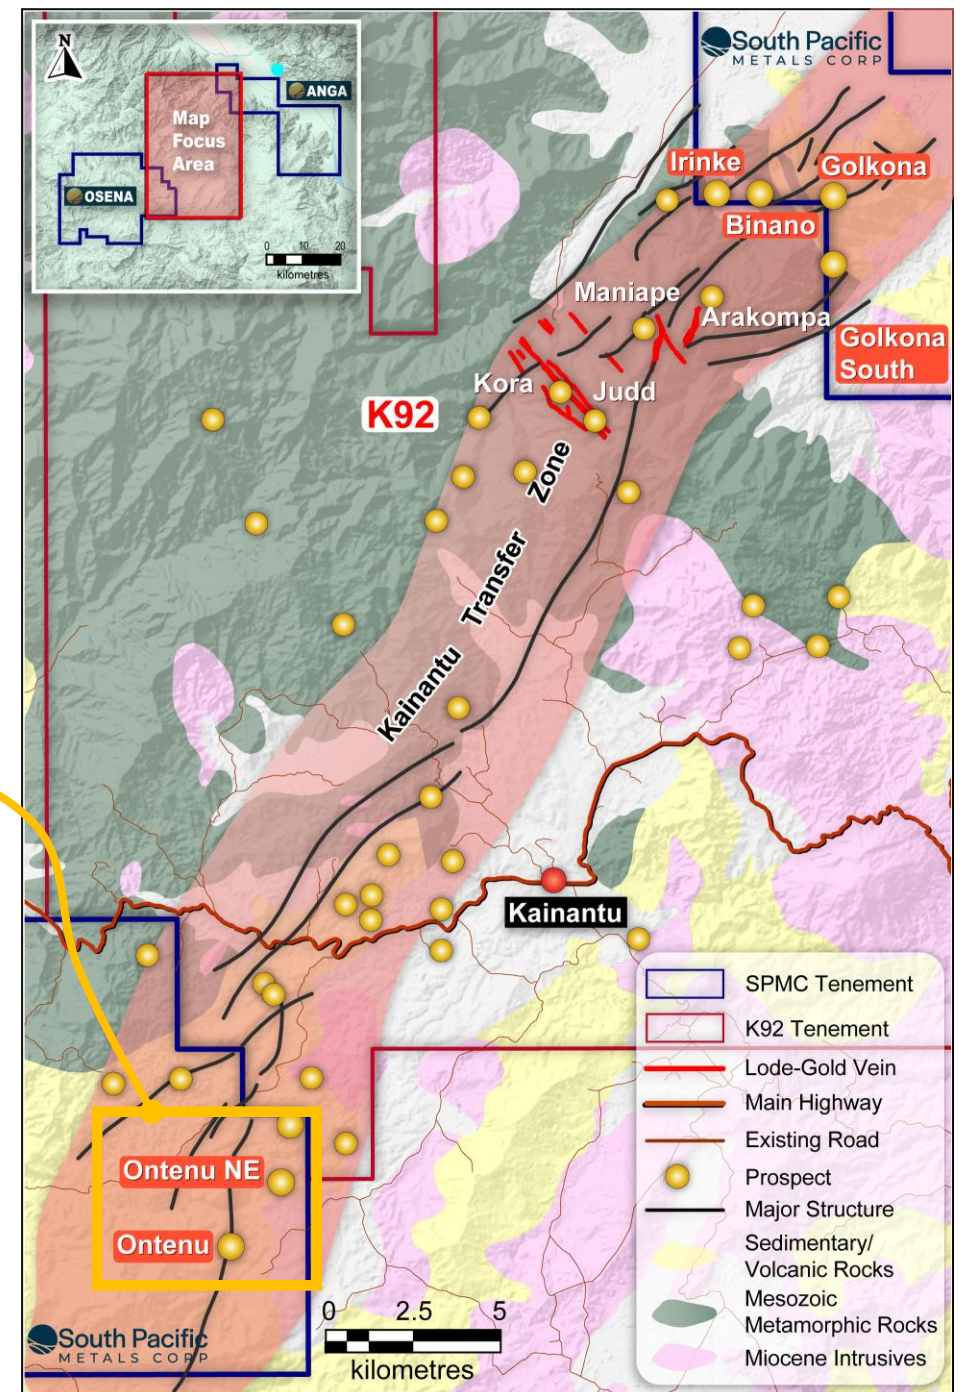 N
ANGA
Map
Focus
Area
OSENA
0 10 20
kilometres
South Pacific
METALS CORP
Irinke
Golkona
Binano
Maniape
Arakompa
Golkona
South
Kora
Judd
K92
Kainantu Transfer Zone
Kainantu
Ontenu NE
Ontenu
SPMC Tenement
K92 Tenement
Lode-Gold Vein
Main Highway
Existing Road
Prospect
Major Structure
Sedimentary/
Volcanic Rocks
Mesozoic
Metamorphic Rocks
Miocene Intrusives
0 2.5 5
kilometres
South Pacific
METALS CORP